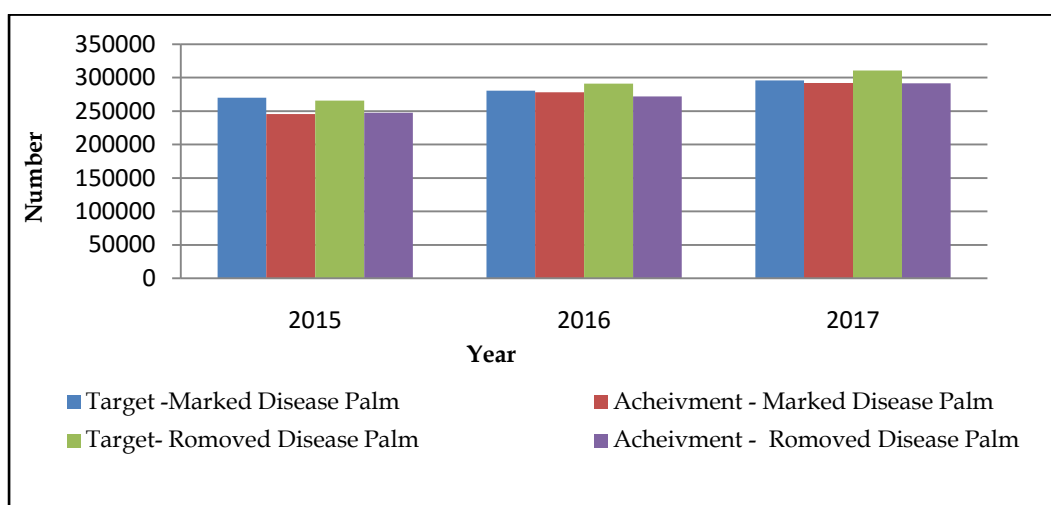 350000
300000
250000
200000
150000
100000
50000
0
Number
2015 2016 2017
Year
Target -Marked Disease Palm Acheivment - Marked Disease Palm
Target- Romoved Disease Palm Acheivment - Romoved Disease Palm